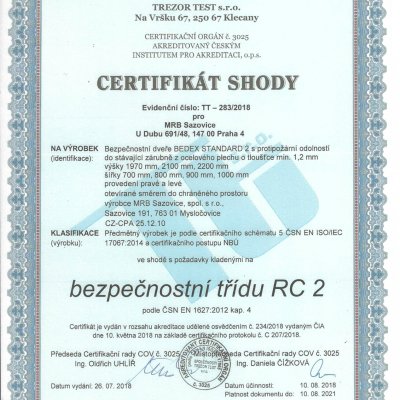 TREZOR TEST s.r.o.
Na Vršku 67, 250 67 Klecany
CERTIFIKAČNÍ ORGÁN č. 3025
AKREDITOVANÝ ČESKÝM
INSTITUTEM PRO AKREDITACI, o.p.s.
CERTIFIKÁT SHODY
Evidenční číslo: TT – 283/2018
pro
MRB Sazovice
U Dubu 691/48, 147 00 Praha 4
NA VÝROBEK Bezpečnostní dveře BEDEX STANDARD 2 s protipožární odolností
(identifikace): do stávající zárubně z ocelového plechu o tloušťce min. 1,2 mm
výšky 1970 mm, 2100 mm, 2200 mm
šířky 700 mm, 800 mm, 900 mm, 1000 mm
provedení pravé a levé
otevírané směrem do chráněného prostoru
výrobce MRB Sazovice, spol. s r.o.
Sazovice 191, 763 01 Mysločovice
CZ-CPA 25.12.10
KLASIFIKACE Předmětný výrobek je podle certifikačního schématu 5 ČSN EN ISO/IEC
(výrobku): 17067:2014 a certifikačního postupu NBÚ
ve shodě s požadavky kladenými na
bezpečnostní třídu RC 2
podle ČSN EN 1627:2012 kap. 4
Certifikát je vydán v rozsahu akreditace udělené osvědčením č. 234/2018 vydaným ČIA
dne 10. května 2018 na základě certifikačního protokolu č. C 207/2018.
Předseda Certifikační rady COV č. 3025 Místopředseda Certifikační rady COV č. 3025
Ing. Oldřich UHLÍŘ Ing. Daniela ČÍŽKOVÁ
Datum vydání: 26. 07. 2018 Datum účinnosti: 10. 08. 2018
Platnost dokumentu do: 10. 08. 2021